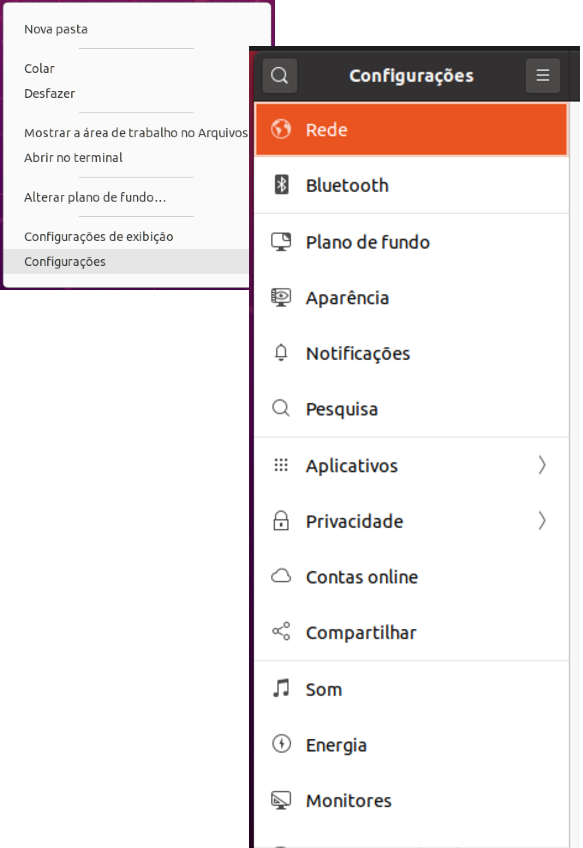 Nova pasta
Colar
Desfazer
Mostrar a área de trabalho no Arquivos
Abrir no terminal
Alterar plano de fundo...
Configurações de exibição
Configurações
Configurações
Rede
Bluetooth
Plano de fundo
Aparência
Notificações
Pesquisa
Aplicativos
Privacidade
Contas online
Compartilhar
Som
Energia
Monitores